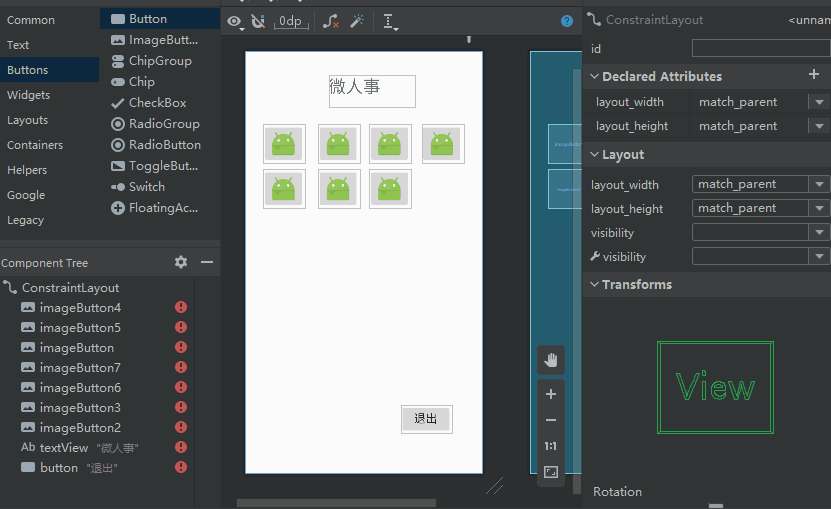 Common
Text
Buttons
Widgets
Layouts
Containers
Helpers
Google
Legacy
Button
ImageButt...
ChipGroup
Chip
CheckBox
RadioGroup
RadioButton
ToggleBut...
Switch
FloatingAc...
Component Tree
ConstraintLayout
imageButton4
imageButton5
imageButton
imageButton7
imageButton6
imageButton3
imageButton2
Ab textView "微人事"
button "退出"
0dp
?
微人事
退出
1:1
ConstraintLayout <unnam
id
Declared Attributes
layout_width match_parent
layout_height match_parent
Layout
layout_width match_parent
layout_height match_parent
visibility
visibility
Transforms
View
Rotation